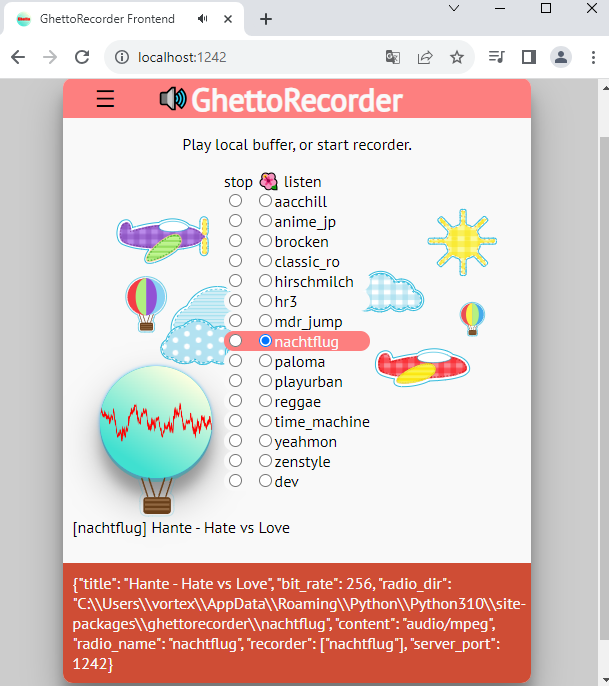 GhettoRecorder Frontend
localhost:1242
GhettoRecorder
Play local buffer, or start recorder.
stop listen
aacchill
anime_jp
brocken
classic_ro
hirschmilch
hr3
mdr_jump
nachtflug
paloma
playurban
reggae
time_machine
yeahmon
zenstyle
dev
[nachtflug] Hante - Hate vs Love
{"title": "Hante - Hate vs Love", "bit_rate": 256, "radio_dir":
"C:\\Users\\vortex\\AppData\\Roaming\\Python\\Python310\\site-
packages\\ghettorecorder\\nachtflug", "content": "audio/mpeg",
"radio_name": "nachtflug", "recorder": ["nachtflug"], "server_port":
1242}